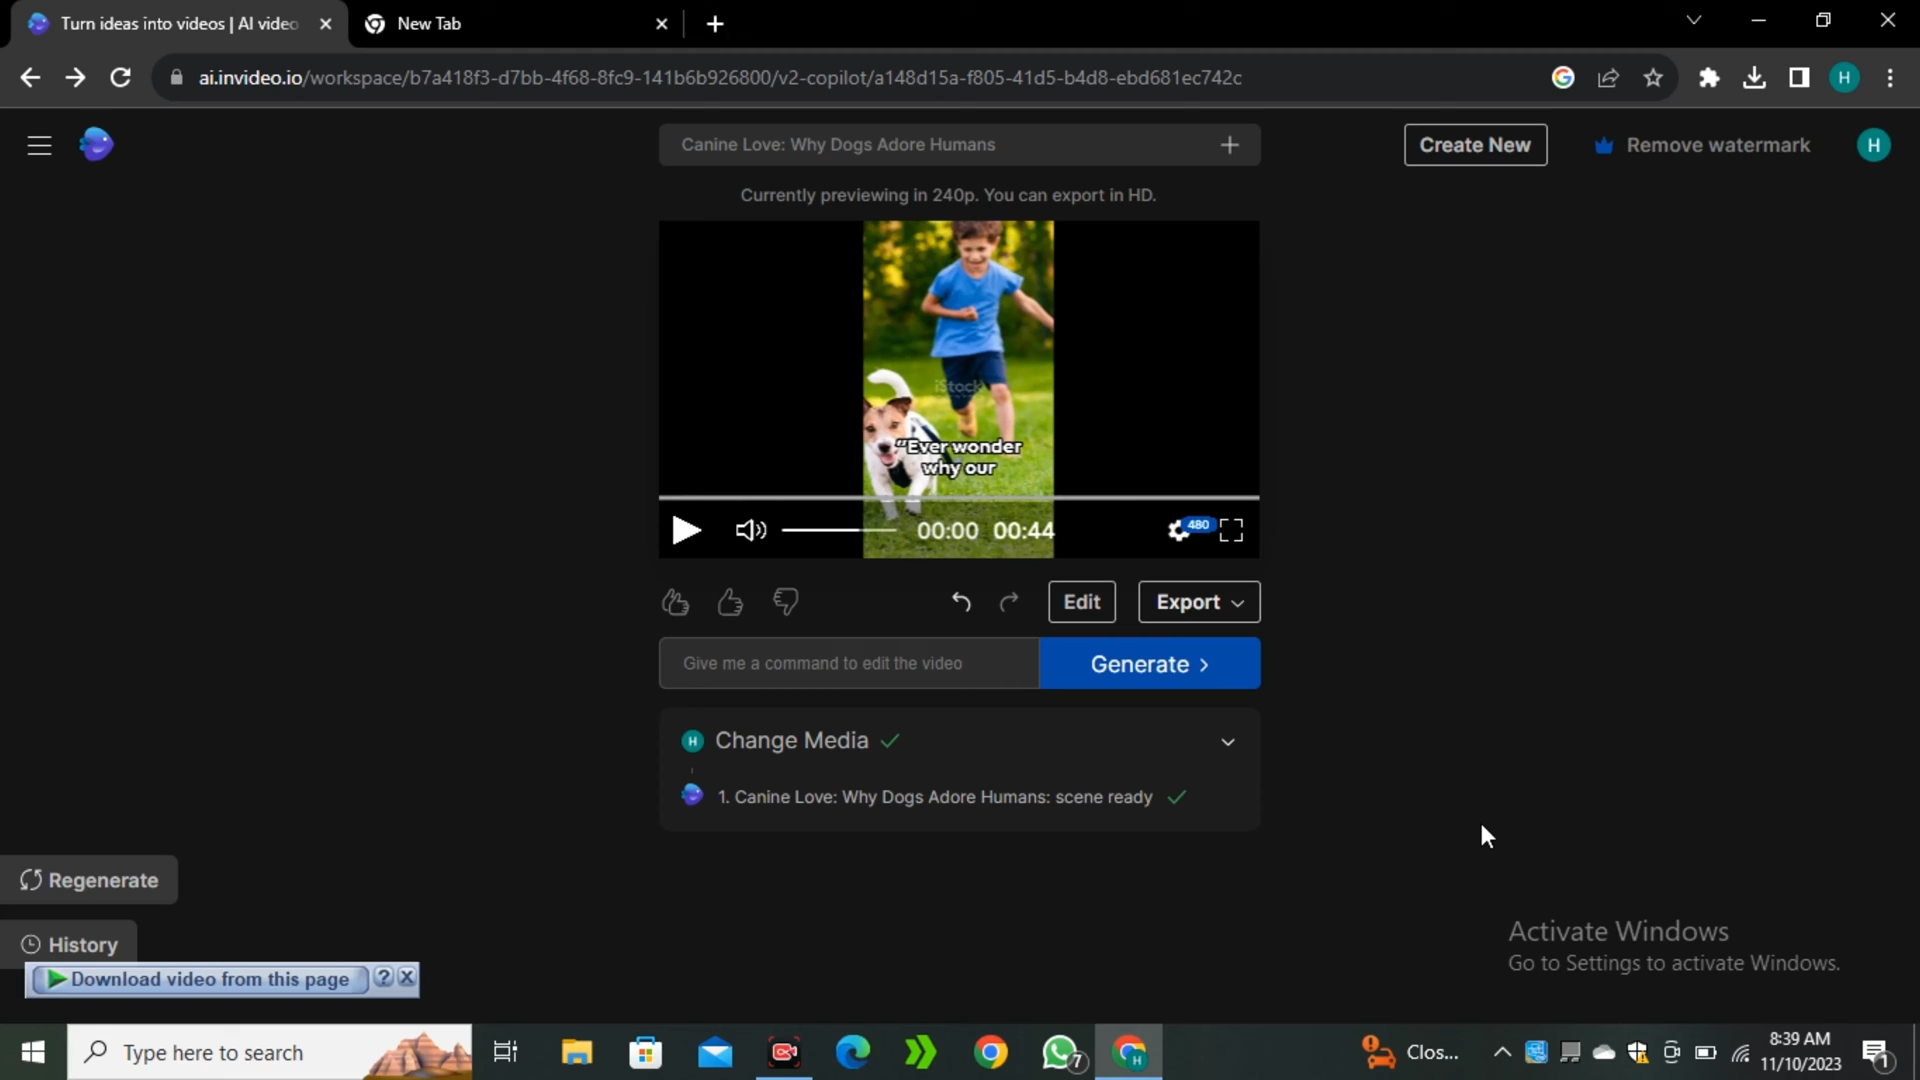 Turn ideas into videos | AI video
New Tab
ai.invideo.io/workspace/b7a418f3-d7bb-4f68-8fc9-141b6b926800/v2-copilot/a148d15a-f805-41d5-b4d8-ebd681ec742c
H
Canine Love: Why Dogs Adore Humans
Create New
Remove watermark
H
Currently previewing in 240p. You can export in HD.
iStock
“Ever wonder
why our
00:00 00:44
480
Edit
Export
Give me a command to edit the video
Generate >
H
Change Media
1. Canine Love: Why Dogs Adore Humans: scene ready
Regenerate
History
Activate Windows
Go to Settings to activate Windows.
Download video from this page
Type here to search
7
H
Clos...
8:39 AM
11/10/2023
1